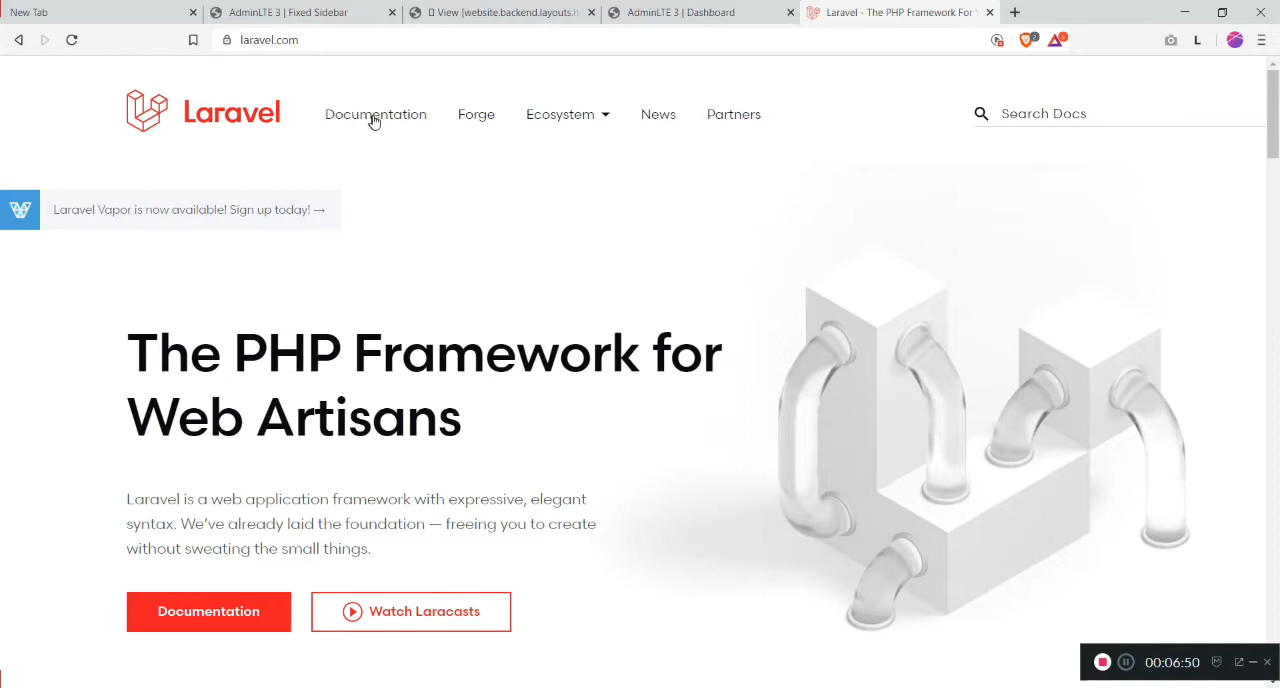 New Tab
AdminLTE 3 | Fixed Sidebar
View [website.backend.layouts.h
AdminLTE 3 | Dashboard
Laravel - The PHP Framework For
laravel.com
L
Laravel
Documentation
Forge
Ecosystem
News
Partners
Search Docs
Laravel Vapor is now available! Sign up today! →
The PHP Framework for
Web Artisans
Laravel is a web application framework with expressive, elegant
syntax. We've already laid the foundation — freeing you to create
without sweating the small things.
Documentation
Watch Laracasts
00:06:50